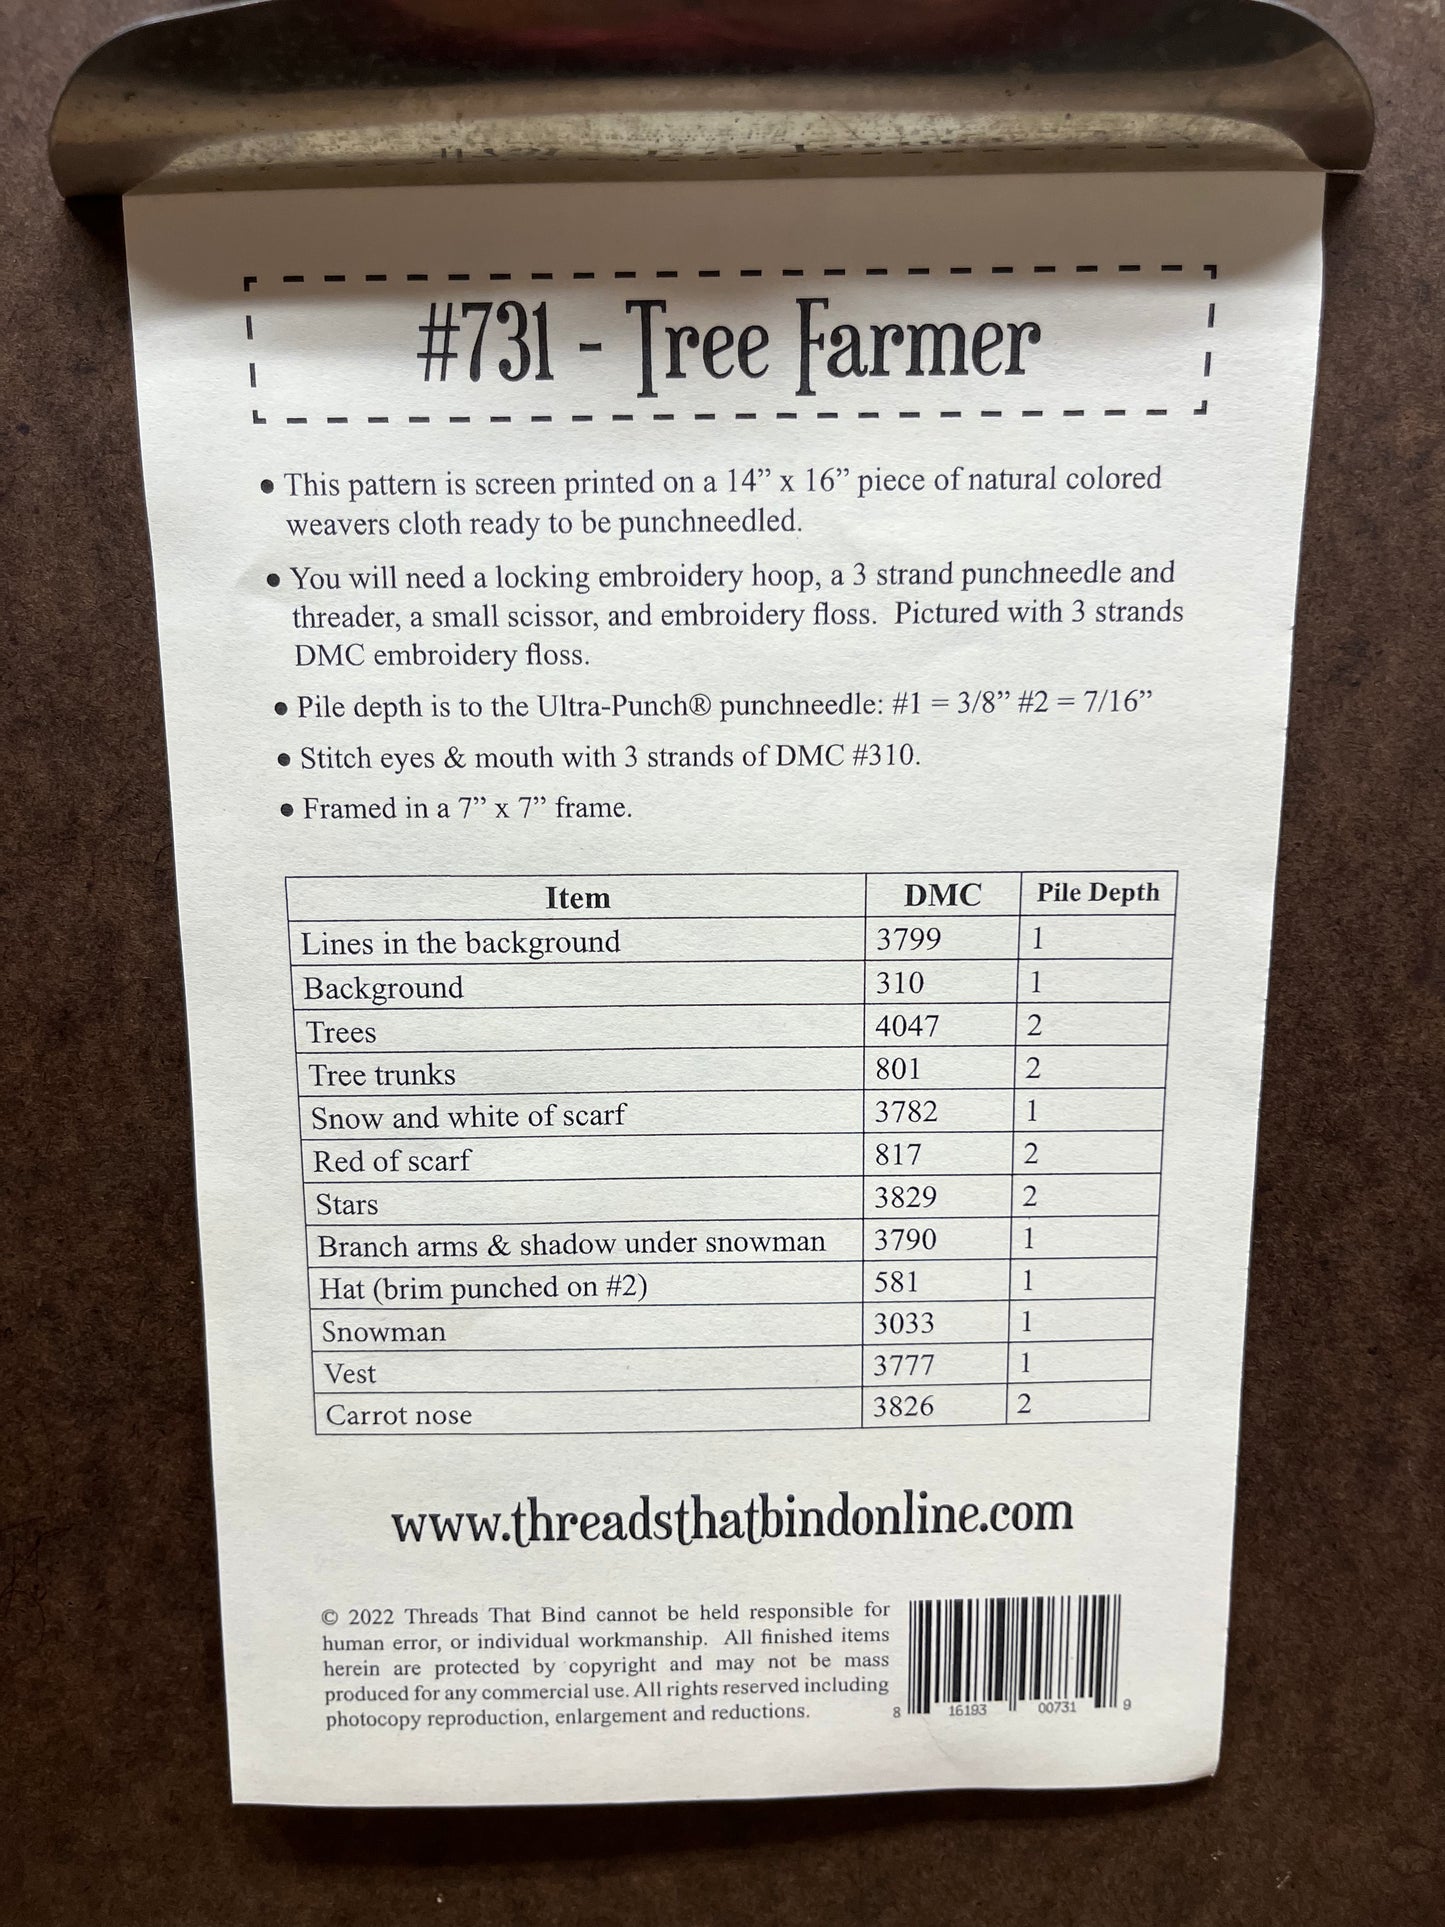 #731 - Tree Farmer
• This pattern is screen printed on a 14” x 16” piece of natural colored
weavers cloth ready to be punchneedled.
• You will need a locking embroidery hoop, a 3 strand punchneedle and
threader, a small scissor, and embroidery floss.  Pictured with 3 strands
DMC embroidery floss.
• Pile depth is to the Ultra-Punch® punchneedle: #1 = 3/8” #2 = 7/16”
• Stitch eyes & mouth with 3 strands of DMC #310.
• Framed in a 7” x 7” frame.
Item DMC Pile Depth
Lines in the background 3799 1
Background 310 1
Trees 4047 2
Tree trunks 801 2
Snow and white of scarf 3782 1
Red of scarf 817 2
Stars 3829 2
Branch arms & shadow under snowman 3790 1
Hat (brim punched on #2) 581 1
Snowman 3033 1
Vest 3777 1
Carrot nose 3826 2
www.threadsthatbindonline.com
© 2022 Threads That Bind cannot be held responsible for
human error, or individual workmanship.  All finished items
herein are protected by copyright and may not be mass
produced for any commercial use. All rights reserved including
photocopy reproduction, enlargement and reductions.
8 16193 00731 9